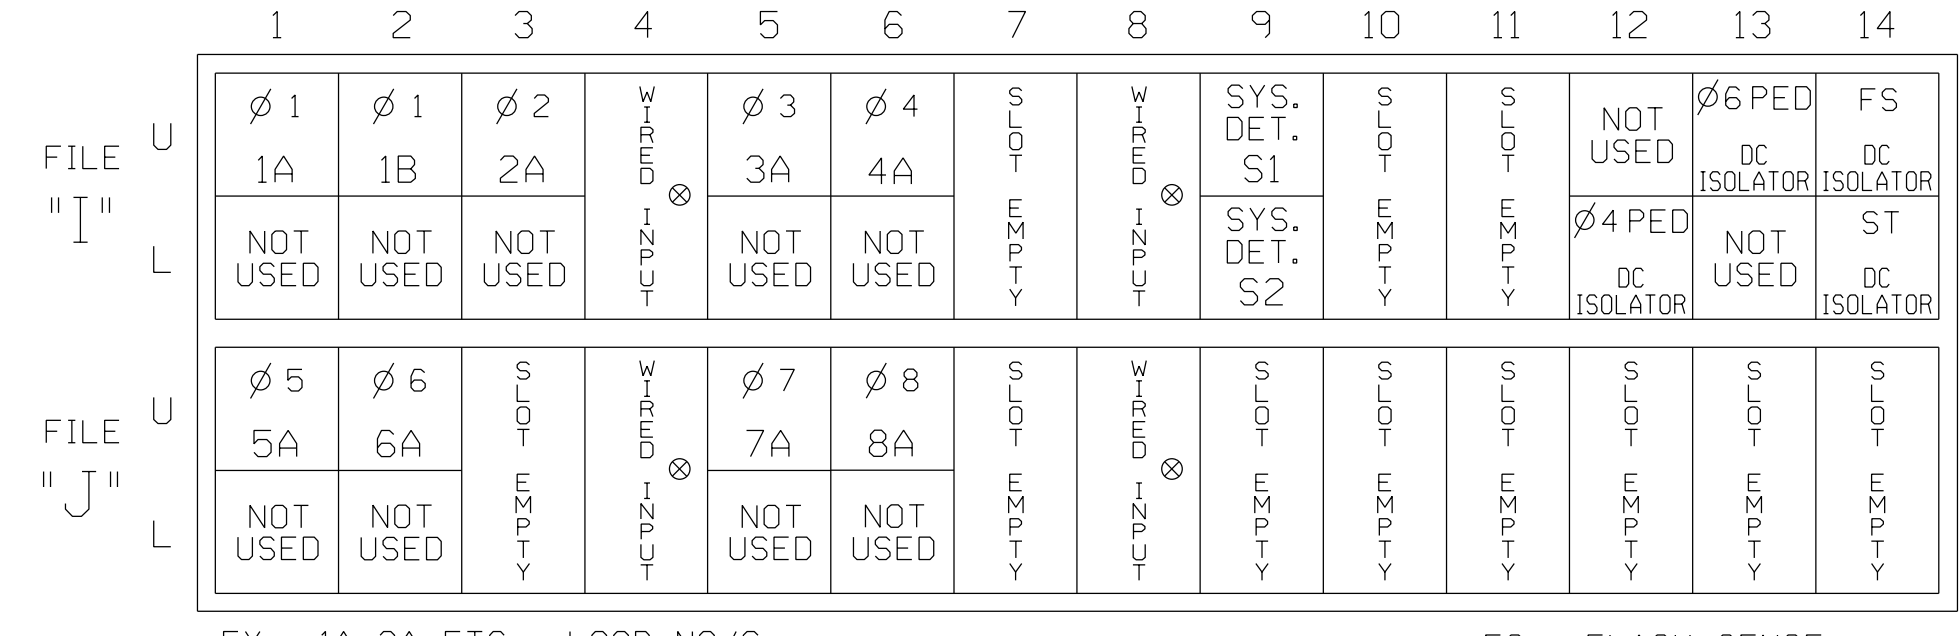 1 2 3 4 5 6 7 8 9 10 11 12 13 14
FILE
"I"
U
L
Ø 1
1A
NOT
USED
Ø 1
1B
NOT
USED
Ø 2
2A
NOT
USED
WIRED INPUT
Ø 3
3A
NOT
USED
Ø 4
4A
NOT
USED
SLOT EMPTY
WIRED INPUT
SYS.
DET.
S1
SYS.
DET.
S2
SLOT EMPTY
SLOT EMPTY
NOT
USED
Ø4 PED
DC
ISOLATOR
Ø6 PED
DC
ISOLATOR
NOT
USED
FS
DC
ISOLATOR
ST
DC
ISOLATOR
FILE
"J"
U
L
Ø 5
5A
NOT
USED
Ø 6
6A
NOT
USED
SLOT EMPTY
WIRED INPUT
Ø 7
7A
NOT
USED
Ø 8
8A
NOT
USED
SLOT EMPTY
WIRED INPUT
SLOT EMPTY
SLOT EMPTY
SLOT EMPTY
SLOT EMPTY
SLOT EMPTY
SLOT EMPTY